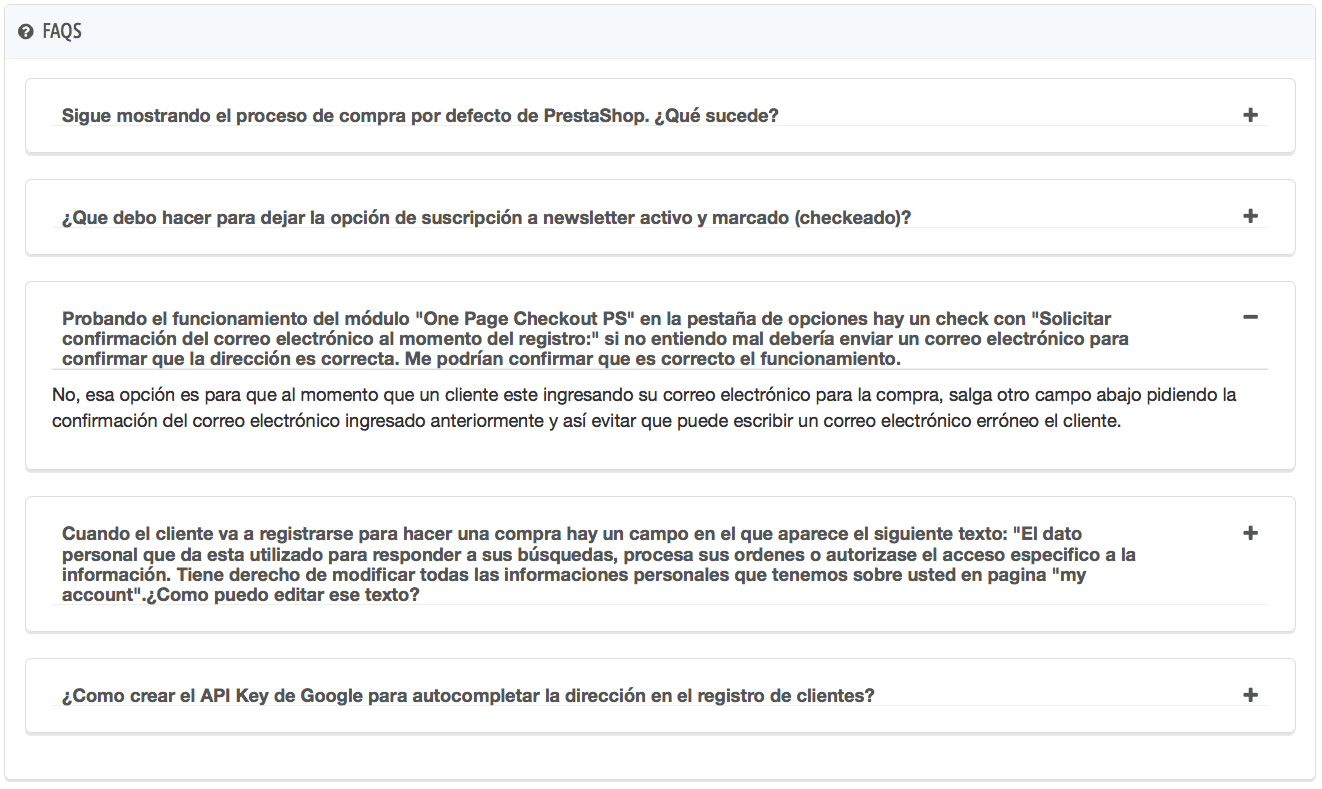 FAQS
Sigue mostrando el proceso de compra por defecto de PrestaShop. ¿Qué sucede?
¿Que debo hacer para dejar la opción de suscripción a newsletter activo y marcado (checkeado)?
Probando el funcionamiento del módulo "One Page Checkout PS" en la pestaña de opciones hay un check con "Solicitar
confirmación del correo electrónico al momento del registro:" si no entiendo mal debería enviar un correo electrónico para
confirmar que la dirección es correcta. Me podrían confirmar que es correcto el funcionamiento.
No, esa opción es para que al momento que un cliente este ingresando su correo electrónico para la compra, salga otro campo abajo pidiendo la
confirmación del correo electrónico ingresado anteriormente y así evitar que puede escribir un correo electrónico erróneo el cliente.
Cuando el cliente va a registrarse para hacer una compra hay un campo en el que aparece el siguiente texto: "El dato
personal que da esta utilizado para responder a sus búsquedas, procesa sus ordenes o autorizase el acceso especifico a la
información. Tiene derecho de modificar todas las informaciones personales que tenemos sobre usted en pagina "my
account".¿Como puedo editar ese texto?
¿Como crear el API Key de Google para autocompletar la dirección en el registro de clientes?